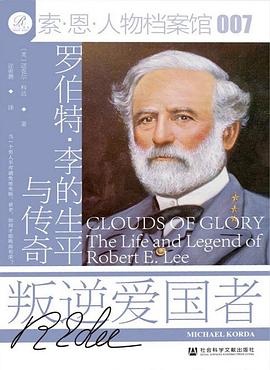 索·恩·人物档案馆 007
[英] 迈克尔·科达 著
罗伯特·李的生平
与传奇
CLOUDS OF GLORY
The Life and Legend of
Robert E. Lee
叛逆爱国者
R E Lee
MICHAEL KORDA
社会科学文献出版社